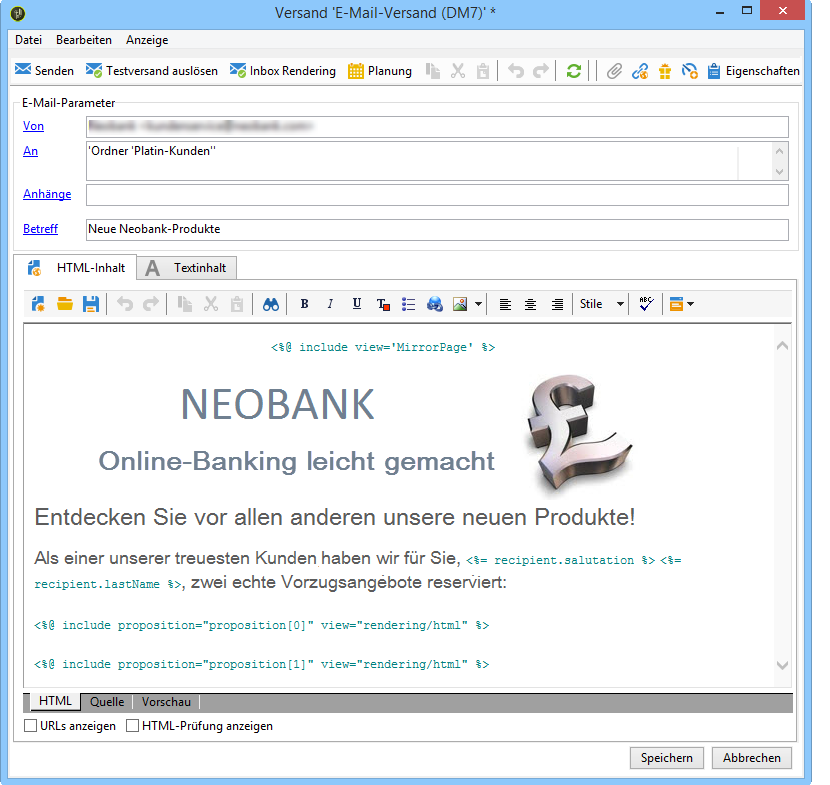 Versand 'E-Mail-Versand (DM7)' *
Datei Bearbeiten Anzeige
Senden Testversand auslösen Inbox Rendering Planung Eigenschaften
E-Mail-Parameter
Von
An 'Ordner 'Platin-Kunden''
Anhänge
Betreff Neue Neobank-Produkte
HTML-Inhalt A Textinhalt
B I U T Stile ABC
<%@ include view='MirrorPage' %>
NEOBANK
Online-Banking leicht gemacht
Entdecken Sie vor allen anderen unsere neuen Produkte!
Als einer unserer treuesten Kunden haben wir für Sie, <%= recipient.salutation %> <%=
recipient.lastName %>, zwei echte Vorzugsangebote reserviert:
<%@ include proposition="proposition[0]" view="rendering/html" %>
<%@ include proposition="proposition[1]" view="rendering/html" %>
HTML Quelle Vorschau
URLs anzeigen HTML-Prüfung anzeigen
Speichern Abbrechen